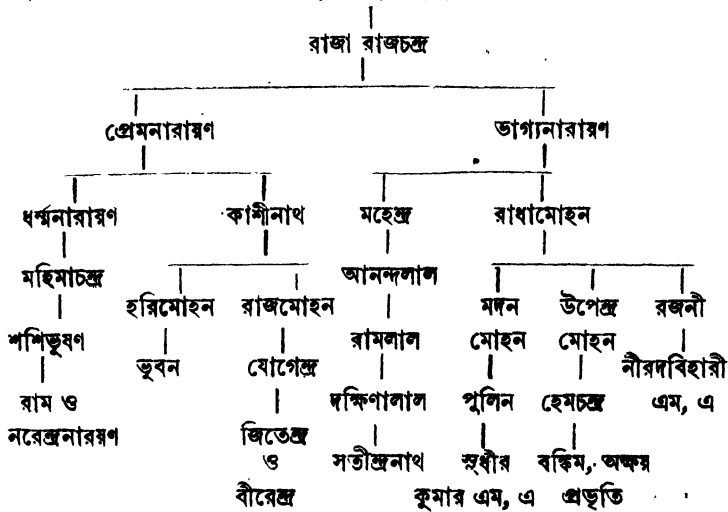 রাজা রাজচন্দ্র
প্রেমনারায়ণ ভাগ্যনারায়ণ
ধর্ম্মনারায়ণ কাশীনাথ মহেন্দ্র রাধামোহন
মহিমাচন্দ্র হরিমোহন রাজমোহন আনন্দলাল মদন উপেন্দ্র রজনী
শশিভূষণ ভূবন যোগেন্দ্র রামলাল মোহন মোহন নীরদবিহারী
রাম ও দক্ষিণালাল পুলিন হেমচন্দ্র এম, এ
নরেন্দ্রনারায়ণ জিতেন্দ্র সতীন্দ্রনাথ সুধীর বঙ্কিম, অক্ষয়
ও
বীরেন্দ্র কুমার এম, এ প্রভৃতি